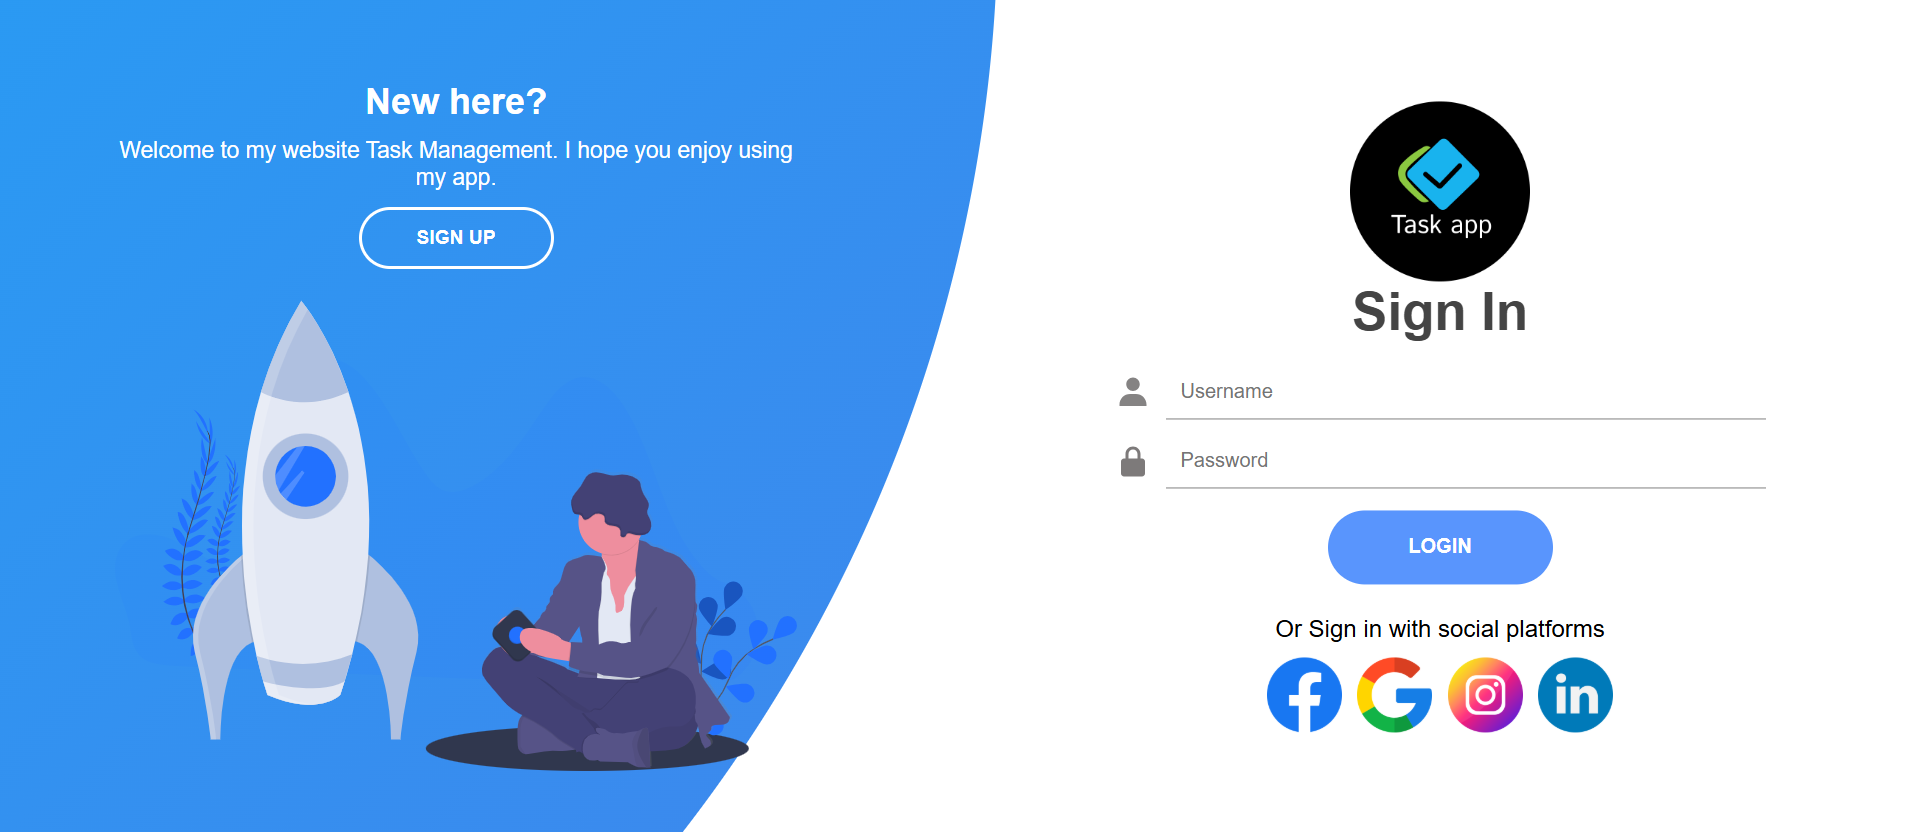 New here?
Welcome to my website Task Management. I hope you enjoy using
my app.
SIGN UP
Task app
Sign In
Username
Password
LOGIN
Or Sign in with social platforms
in